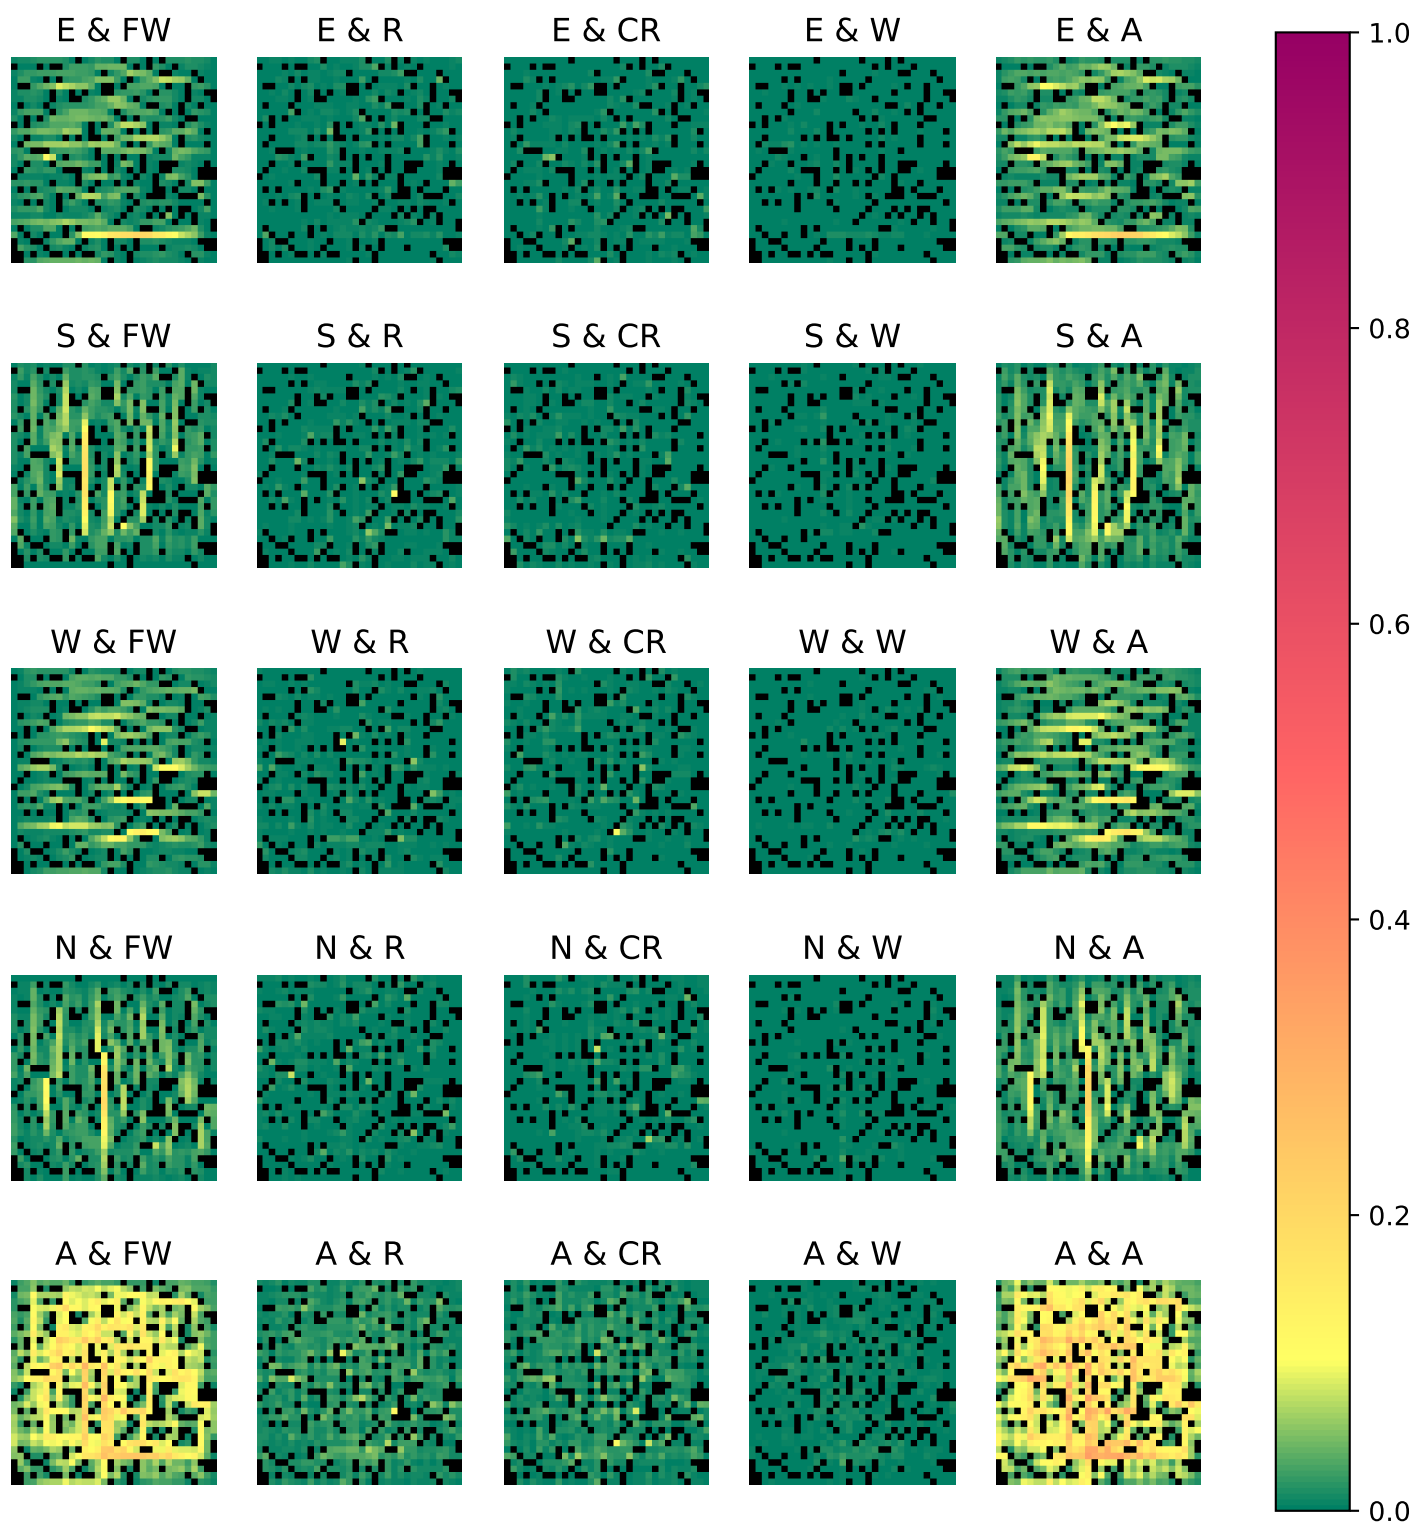 E & FW E & R E & CR E & W E & A
1.0
S & FW S & R S & CR S & W S & A
0.8
W & FW W & R W & CR W & W W & A
0.6
N & FW N & R N & CR N & W N & A
0.4
0.2
A & FW A & R A & CR A & W A & A
0.0